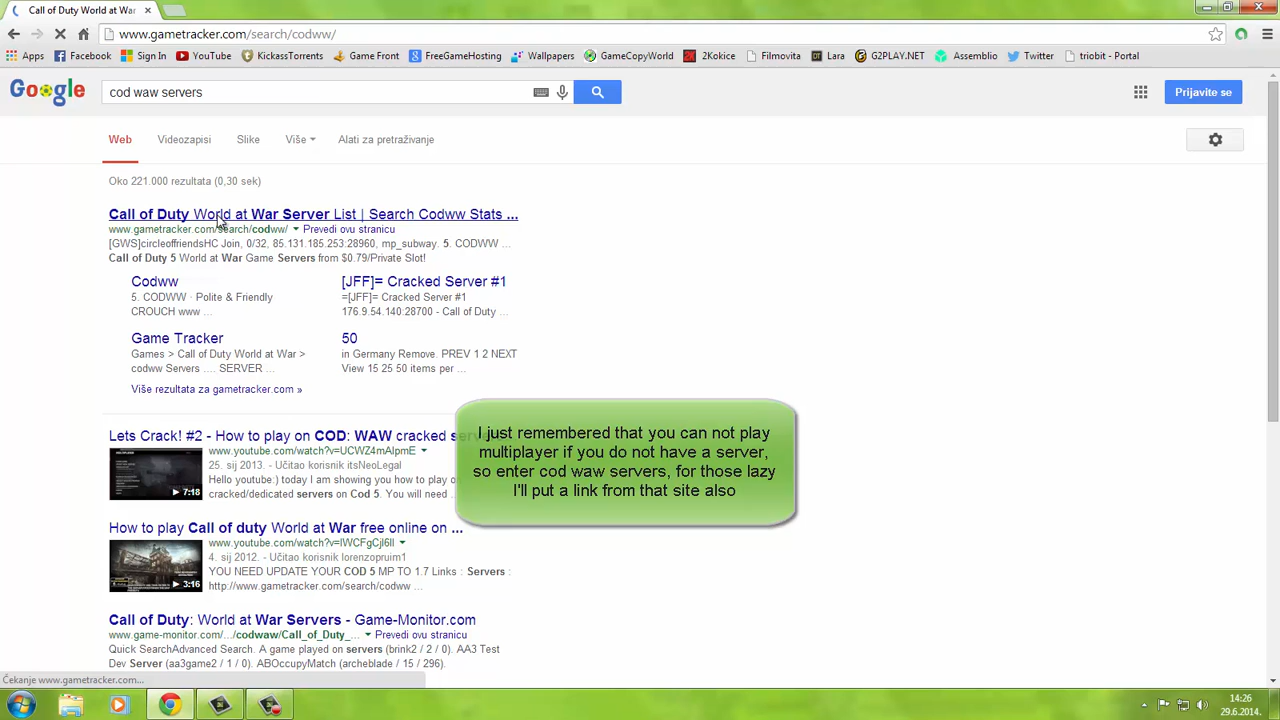 Call of Duty World at War
www.gametracker.com/search/codww/
Apps Facebook Sign In YouTube KickassTorrents Game Front FreeGameHosting Wallpapers GameCopyWorld 2Kokice Filmovita Lara G2PLAY.NET Assemblio Twitter triobit - Portal
Google cod waw servers Prijavite se
Web Videozapisi Slike Više Alati za pretraživanje
Oko 221.000 rezultata (0,30 sek)
Call of Duty World at War Server List | Search Codww Stats ...
www.gametracker.com/search/codww/ Prevedi ovu stranicu
[GWS]circleoffriendsHC Join, 0/32, 85.131.185.253:28960, mp_subway. 5. CODWW ...
Call of Duty 5 World at War Game Servers from $0.79/Private Slot!
Codww
5. CODWW · Polite & Friendly
CROUCH www ...
[JFF]= Cracked Server #1
=[JFF]= Cracked Server #1
176.9.54.140:28700 - Call of Duty ...
Game Tracker
Games > Call of Duty World at War >
codww Servers .... SERVER ...
50
in Germany Remove. PREV 1 2 NEXT
View 15 25 50 items per ...
Više rezultata za gametracker.com »
Lets Crack! #2 - How to play on COD: WAW cracked
www.youtube.com/watch?v=UCWZ4mAlpmE
25. sij 2013. - Učitao korisnik itsNeoLegal
Hello youtube:) today I am showing you how to
cracked/dedicated servers on Cod 5. You will need
7:18
I just remembered that you can not play
multiplayer if you do not have a server,
so enter cod waw servers, for those lazy
I'll put a link from that site also
How to play Call of duty World at War free online on ...
www.youtube.com/watch?v=IWCFgCjl6lI
4. sij 2012. - Učitao korisnik lorenzopruim1
YOU NEED UPDATE YOUR COD 5 MP TO 1.7 Links : Servers :
http://www.gametracker.com/search/codww ...
3:16
Call of Duty: World at War Servers - Game-Monitor.com
www.game-monitor.com/.../codwaw/Call_of_Duty_... Prevedi ovu stranicu
Quick SearchAdvanced Search. A game played on servers (brink2 / 2 / 0). AA3 Test
Dev Server (aa3game2 / 1 / 0). ABOccupyMatch (archeblade / 15 / 296).
Čekanje www.gametracker.com...
14:26
29.6.2014.